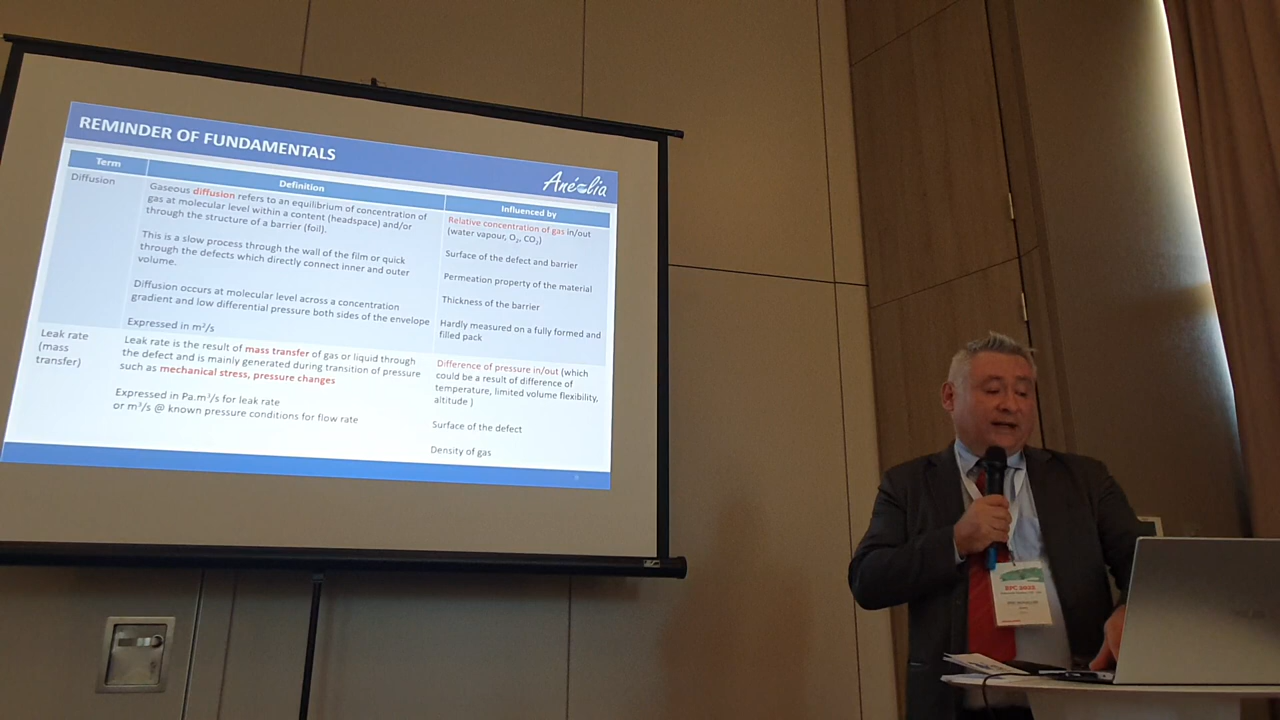 REMINDER OF FUNDAMENTALS
Anéolia
Term
Definition
Influenced by
Diffusion
Gaseous diffusion refers to an equilibrium of concentration of
gas at molecular level within a content (headspace) and/or
through the structure of a barrier (foil).
This is a slow process through the wall of the film or quick
through the defects which directly connect inner and outer
volume.
Diffusion occurs at molecular level across a concentration
gradient and low differential pressure both sides of the envelope
Expressed in m²/s
Relative concentration of gas in/out
(water vapour, O₂, CO₂)
Surface of the defect and barrier
Permeation property of the material
Thickness of the barrier
Hardly measured on a fully formed and
filled pack
Leak rate
(mass
transfer)
Leak rate is the result of mass transfer of gas or liquid through
the defect and is mainly generated during transition of pressure
such as mechanical stress, pressure changes
Expressed in Pa.m³/s for leak rate
or m³/s @ known pressure conditions for flow rate
Difference of pressure in/out (which
could be a result of difference of
temperature, limited volume flexibility,
altitude )
Surface of the defect
Density of gas